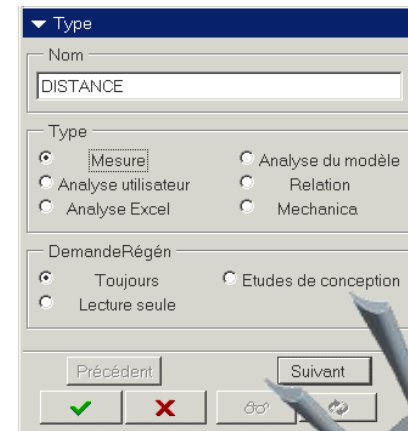 Type
Nom
DISTANCE
Type
Mesure Analyse du modèle
Analyse utilisateur Relation
Analyse Excel Mechanica
DemandeRégén
Toujours Etudes de conception
Lecture seule
Précédent Suivant